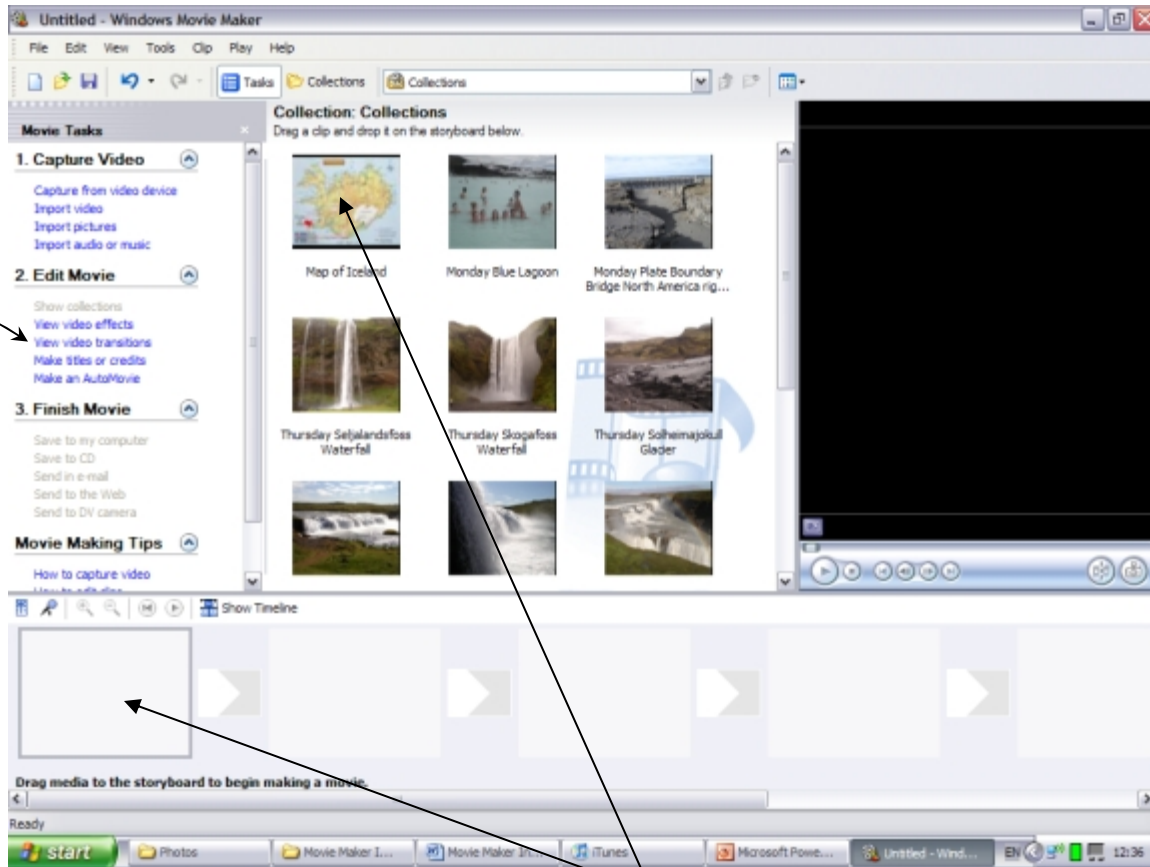 Untitled - Windows Movie Maker
File Edit View Tools Clip Play Help
Tasks Collections Collections
Movie Tasks
1. Capture Video
Capture from video device
Import video
Import pictures
Import audio or music
2. Edit Movie
Show collections
View video effects
View video transitions
Make titles or credits
Make an AutoMovie
3. Finish Movie
Save to my computer
Save to CD
Send in e-mail
Send to the Web
Send to DV camera
Movie Making Tips
How to capture video
Collection: Collections
Drag a clip and drop it on the storyboard below.
Map of Iceland
Monday Blue Lagoon
Monday Plate Boundary
Bridge North America rig...
Thursday Seljalandsfoss
Waterfall
Thursday Skogafoss
Waterfall
Thursday Solheimajokull
Glacier
Show Timeline
Drag media to the storyboard to begin making a movie.
Ready
start Photos Movie Maker I... Movie Maker In... iTunes Microsoft Powe... Untitled - Wind... EN 12:36